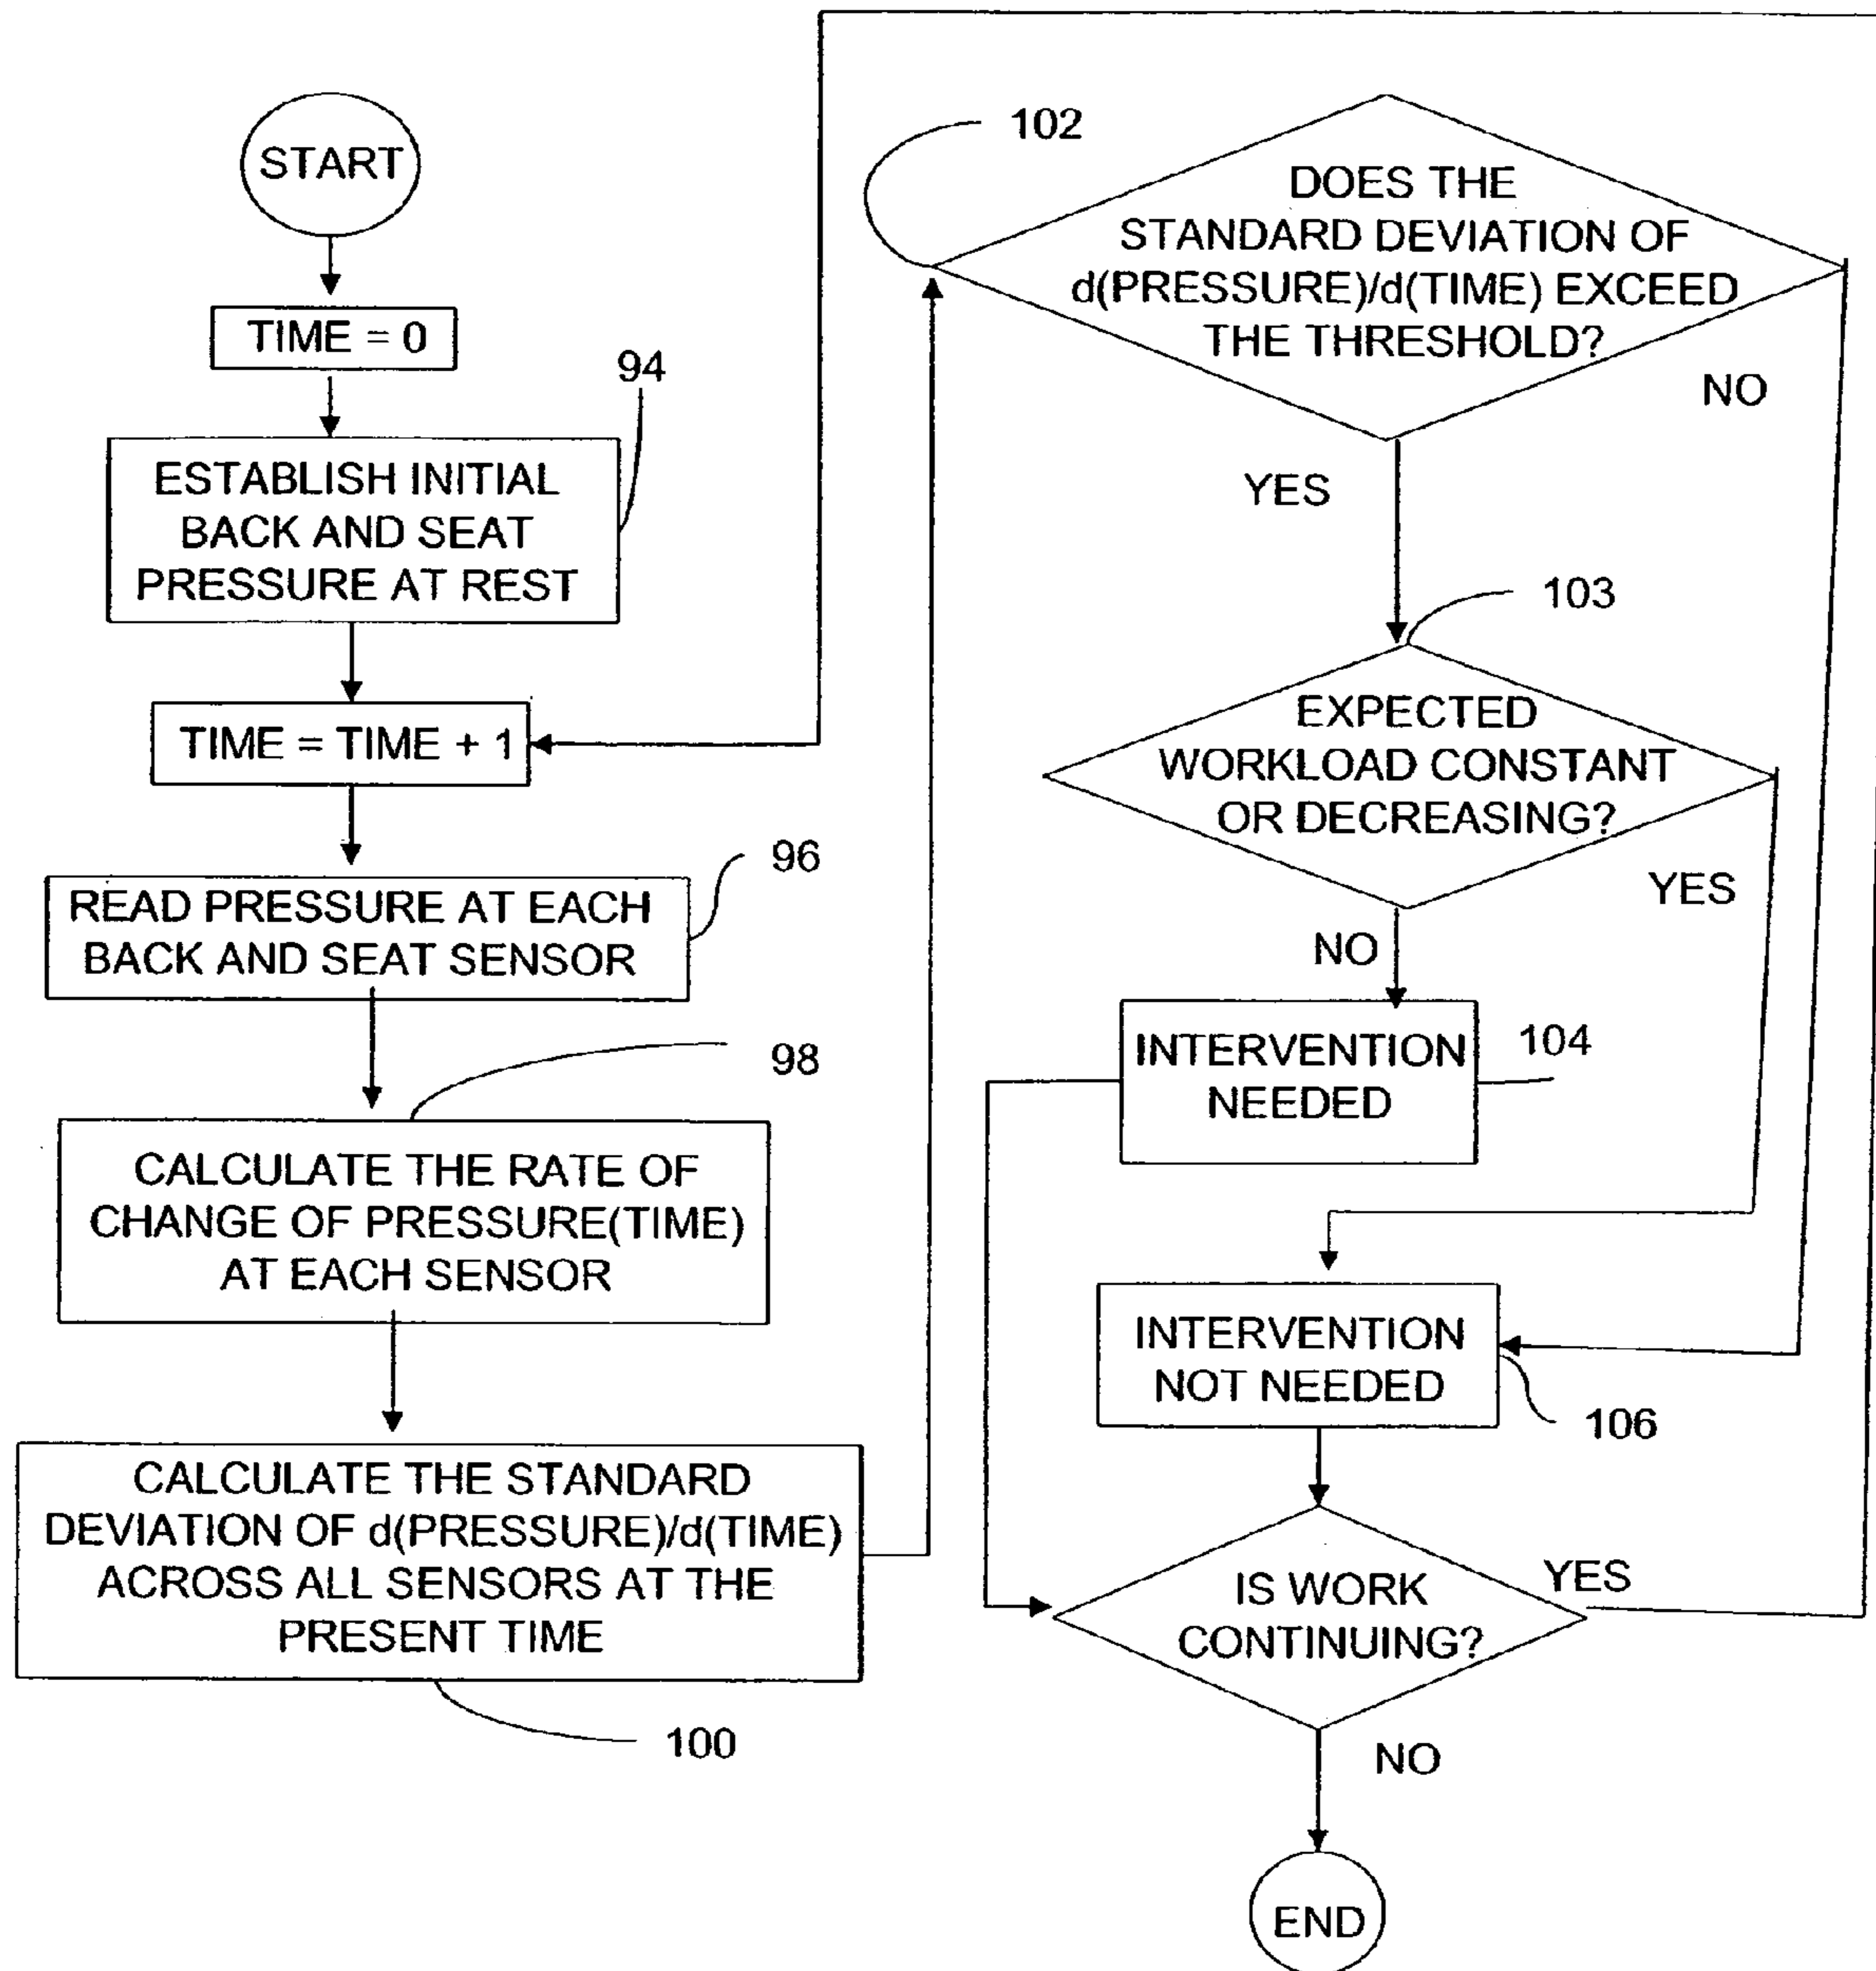 START
TIME = 0
94
ESTABLISH INITIAL
BACK AND SEAT
PRESSURE AT REST
TIME = TIME + 1
96
READ PRESSURE AT EACH
BACK AND SEAT SENSOR
98
CALCULATE THE RATE OF
CHANGE OF PRESSURE(TIME)
AT EACH SENSOR
CALCULATE THE STANDARD
DEVIATION OF d(PRESSURE)/d(TIME)
ACROSS ALL SENSORS AT THE
PRESENT TIME
100
102
DOES THE
STANDARD DEVIATION OF
d(PRESSURE)/d(TIME) EXCEED
THE THRESHOLD?
NO
YES
103
EXPECTED
WORKLOAD CONSTANT
OR DECREASING?
YES
NO
INTERVENTION
NEEDED
104
INTERVENTION
NOT NEEDED
106
IS WORK
CONTINUING?
YES
NO
END